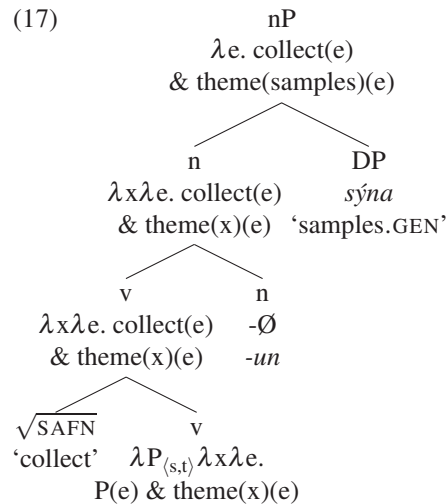 (17) nP
λe. collect(e)
& theme(samples)(e)
n DP
λxλe. collect(e) sýna
& theme(x)(e) ‘samples.GEN’
v n
λxλe. collect(e) -Ø
& theme(x)(e) -un
√SAFN v
‘collect’ λP⟨s,t⟩λxλe.
P(e) & theme(x)(e)